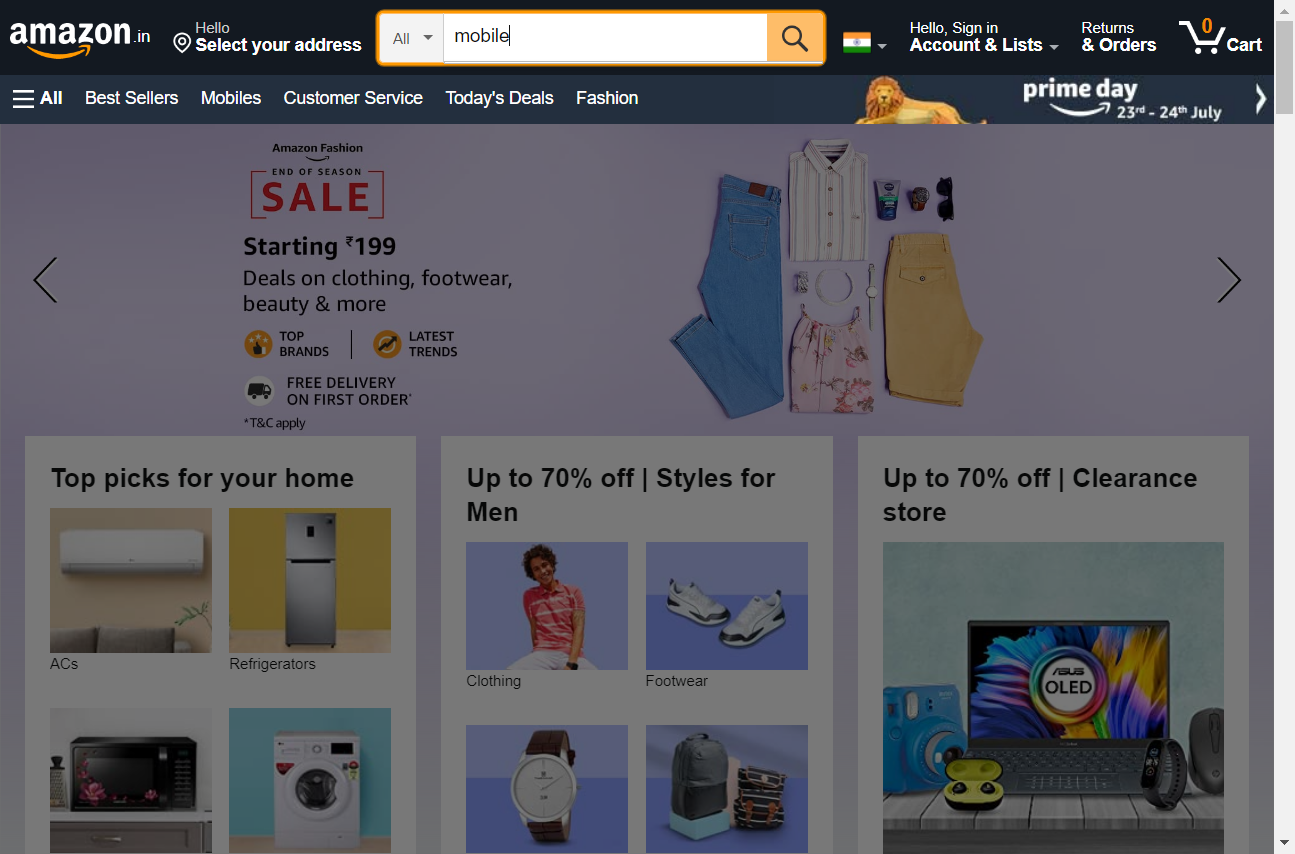 amazon.in
Hello
Select your address
All
mobile
Hello, Sign in
Account & Lists
Returns
& Orders
0
Cart
All
Best Sellers
Mobiles
Customer Service
Today's Deals
Fashion
prime day
23rd - 24th July
Amazon Fashion
END OF SEASON
SALE
Starting ₹199
Deals on clothing, footwear,
beauty & more
TOP
BRANDS
LATEST
TRENDS
FREE DELIVERY
ON FIRST ORDER*
*T&C apply
Top picks for your home
ACs
Refrigerators
Up to 70% off | Styles for
Men
Clothing
Footwear
Up to 70% off | Clearance
store
ASUS
OLED